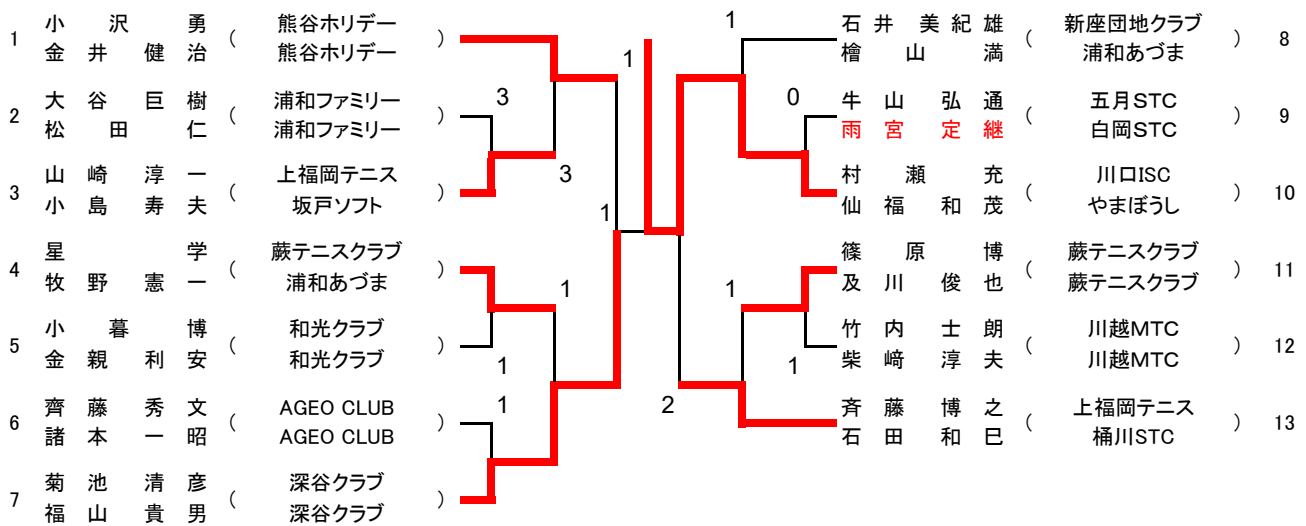 1 小沢勇 ( 熊谷ホリデー )
金井健治 熊谷ホリデー
2 大谷巨樹 ( 浦和ファミリー )
松田仁 浦和ファミリー
3 山崎淳一 ( 上福岡テニス )
小島寿夫 坂戸ソフト
4 星学 ( 蕨テニスクラブ )
牧野憲一 浦和あづま
5 小暮博 ( 和光クラブ )
金親利安 和光クラブ
6 齊藤秀文 ( AGEO CLUB )
諸本一昭 AGEO CLUB
7 菊池清彦 ( 深谷クラブ )
福山貴男 深谷クラブ
3
3
1
1
1
1
1
1
0
1
1
2
石井美紀雄 ( 新座団地クラブ ) 8
檜山満 浦和あづま
牛山弘通 ( 五月STC ) 9
雨宮定継 白岡STC
村瀬充 ( 川口ISC ) 10
仙福和茂 やまぼうし
篠原博 ( 蕨テニスクラブ ) 11
及川俊也 蕨テニスクラブ
竹内士朗 ( 川越MTC ) 12
柴﨑淳夫 川越MTC
斉藤博之 ( 上福岡テニス ) 13
石田和巳 桶川STC